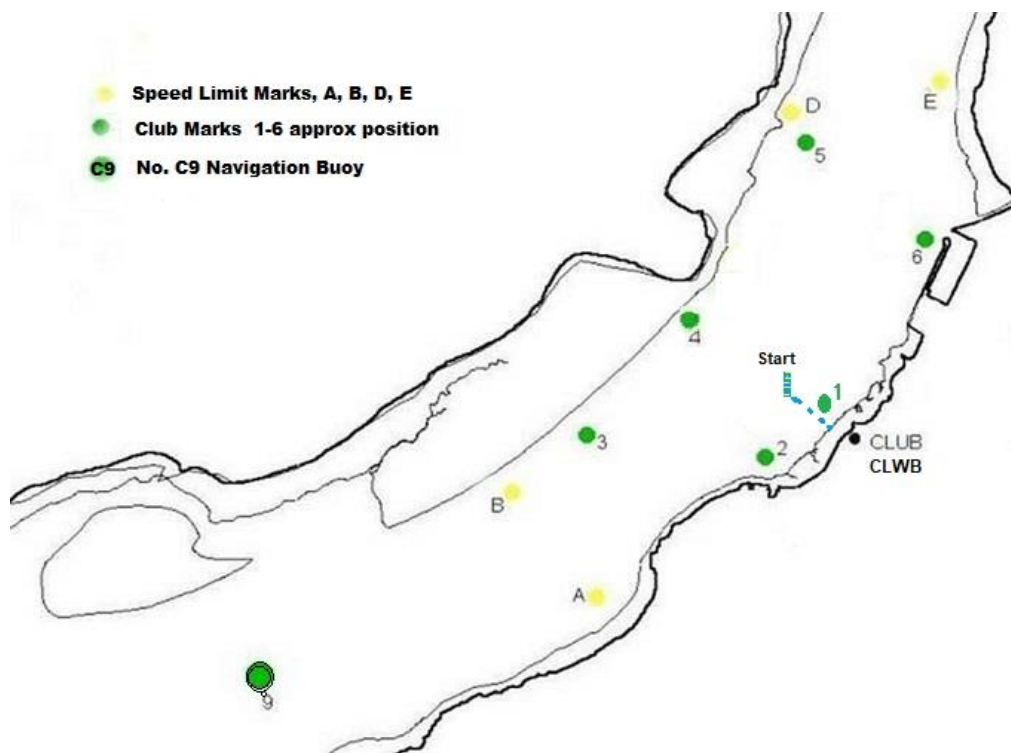 Speed Limit Marks, A, B, D, E
Club Marks 1-6 approx position
C9 No. C9 Navigation Buoy
D
E
5
6
4
Start
1
CLUB
CLWB
2
3
B
A
9